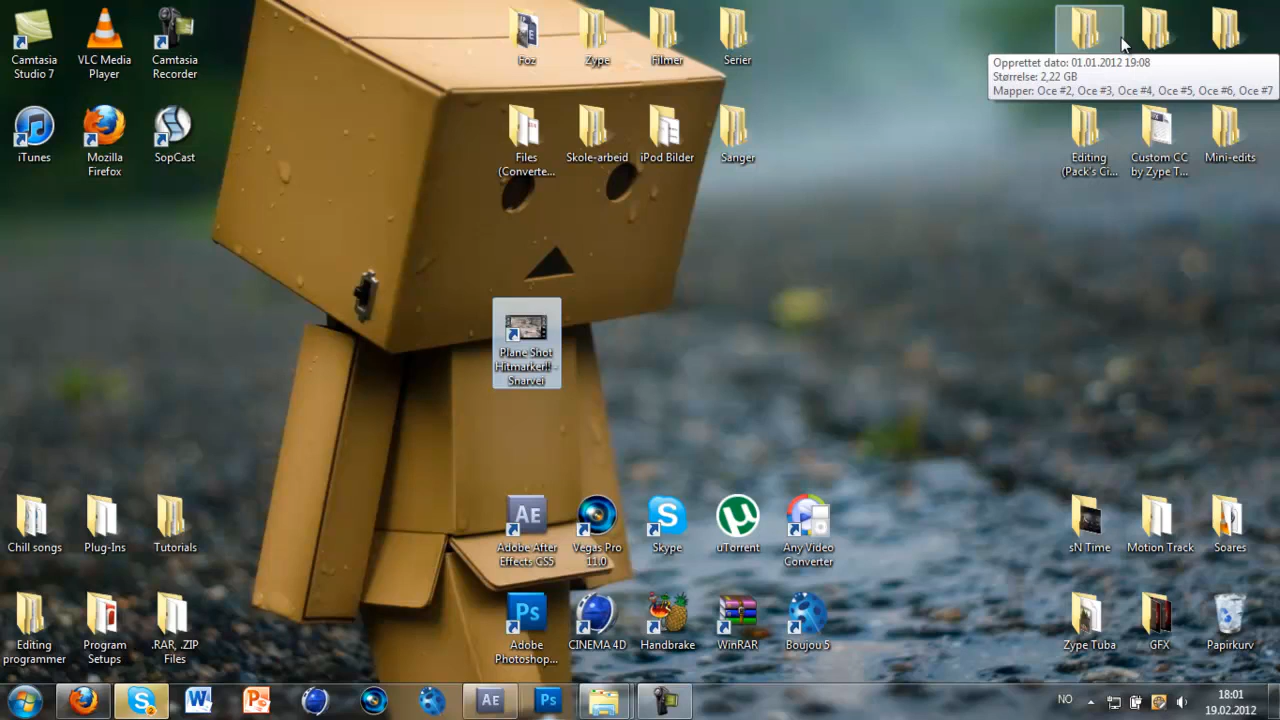 Camtasia
Studio 7
VLC Media
Player
Camtasia
Recorder
Foz
Zype
Filmer
Serier
Opprettet dato: 01.01.2012 19:08
Størrelse: 2,22 GB
Mapper: Oce #2, Oce #3, Oce #4, Oce #5, Oce #6, Oce #7
iTunes
Mozilla
Firefox
SopCast
Files
(Converte...
Skole-arbeid
iPod Bilder
Sanger
Editing
(Pack's Ci...
Custom CC
by Zype T...
Mini-edits
Plane Shot
Hitmarker!! -
Snarvei
Chill songs
Plug-Ins
Tutorials
Ae
Adobe After
Effects CS5
Vegas Pro
11.0
Skype
uTorrent
Any Video
Converter
sN Time
Motion Track
Soares
Editing
programmer
Program
Setups
.RAR, .ZIP
Files
Ps
Adobe
Photoshop...
CINEMA 4D
Handbrake
WinRAR
Boujou 5
Zype Tuba
GFX
Papirkurv
Ae
Ps
NO
18:01
19.02.2012